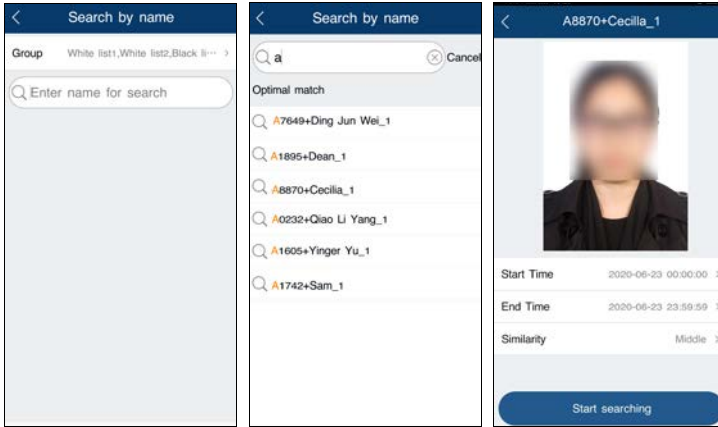 Search by name
Group White list1,White list2,Black li···
Enter name for search
Search by name
a Cancel
Optimal match
A7649+Ding Jun Wei_1
A1895+Dean_1
A8870+Cecilia_1
A0232+Qiao Li Yang_1
A1605+Yinger Yu_1
A1742+Sam_1
A8870+Cecilla_1
Start Time 2020-06-23 00:00:00
End Time 2020-06-23 23:59:59
Similarity Middle
Start searching